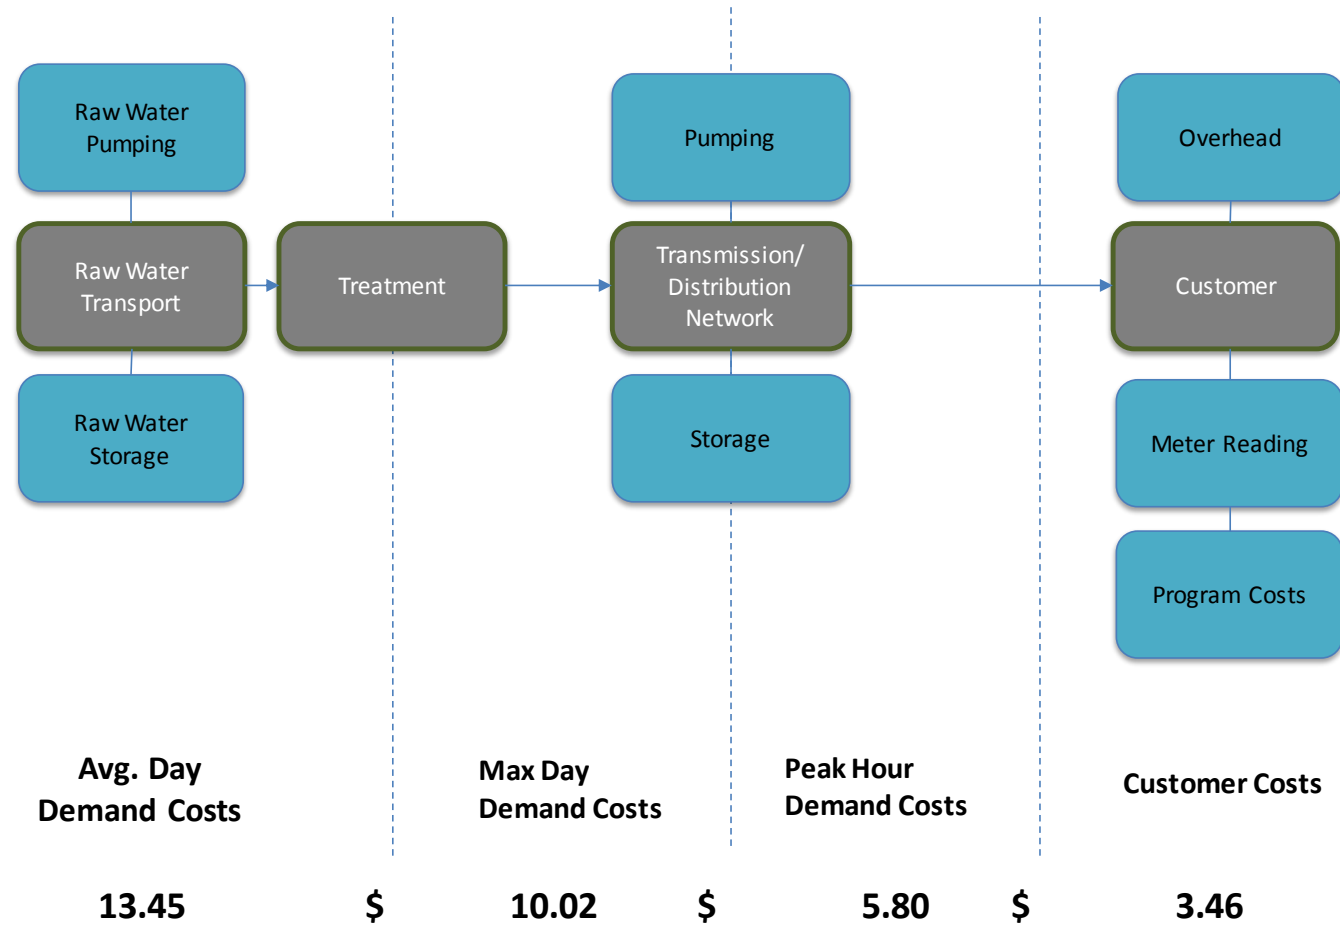 Raw Water
Pumping
Pumping
Overhead
Raw Water
Transport
Treatment
Transmission/
Distribution
Network
Customer
Raw Water
Storage
Storage
Meter Reading
Program Costs
Avg. Day
Demand Costs
Max Day
Demand Costs
Peak Hour
Demand Costs
Customer Costs
13.45 $ 10.02 $ 5.80 $ 3.46